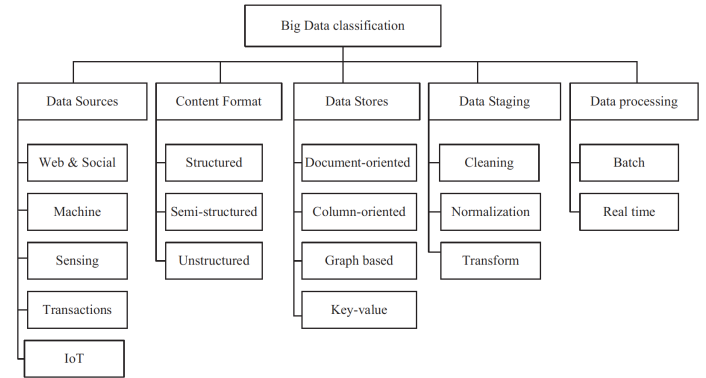 Big Data classification
Data Sources
Content Format
Data Stores
Data Staging
Data processing
Web & Social
Structured
Document-oriented
Cleaning
Batch
Machine
Semi-structured
Column-oriented
Normalization
Real time
Sensing
Unstructured
Graph based
Transform
Transactions
Key-value
IoT